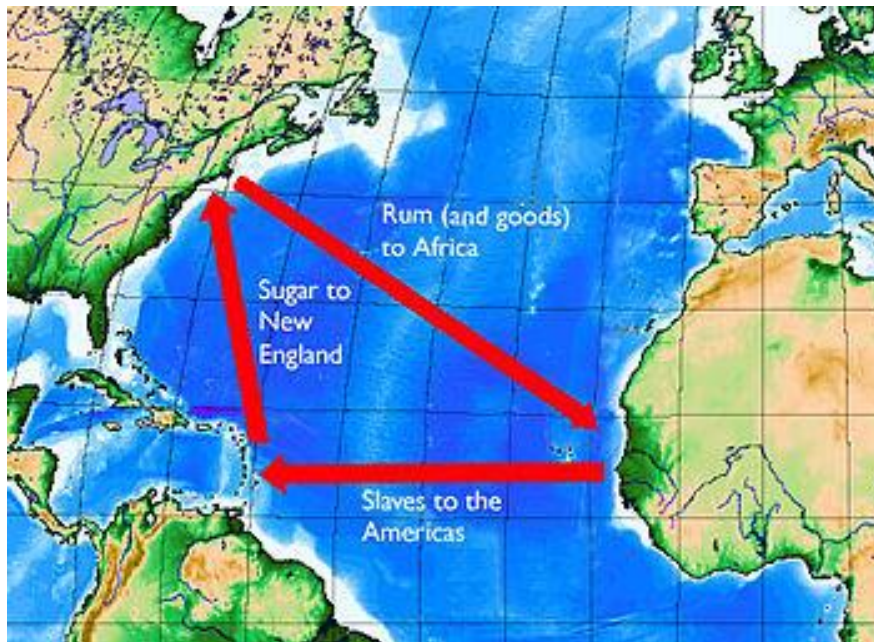 Rum (and goods)
to Africa
Sugar to
New
England
Slaves to the
Americas